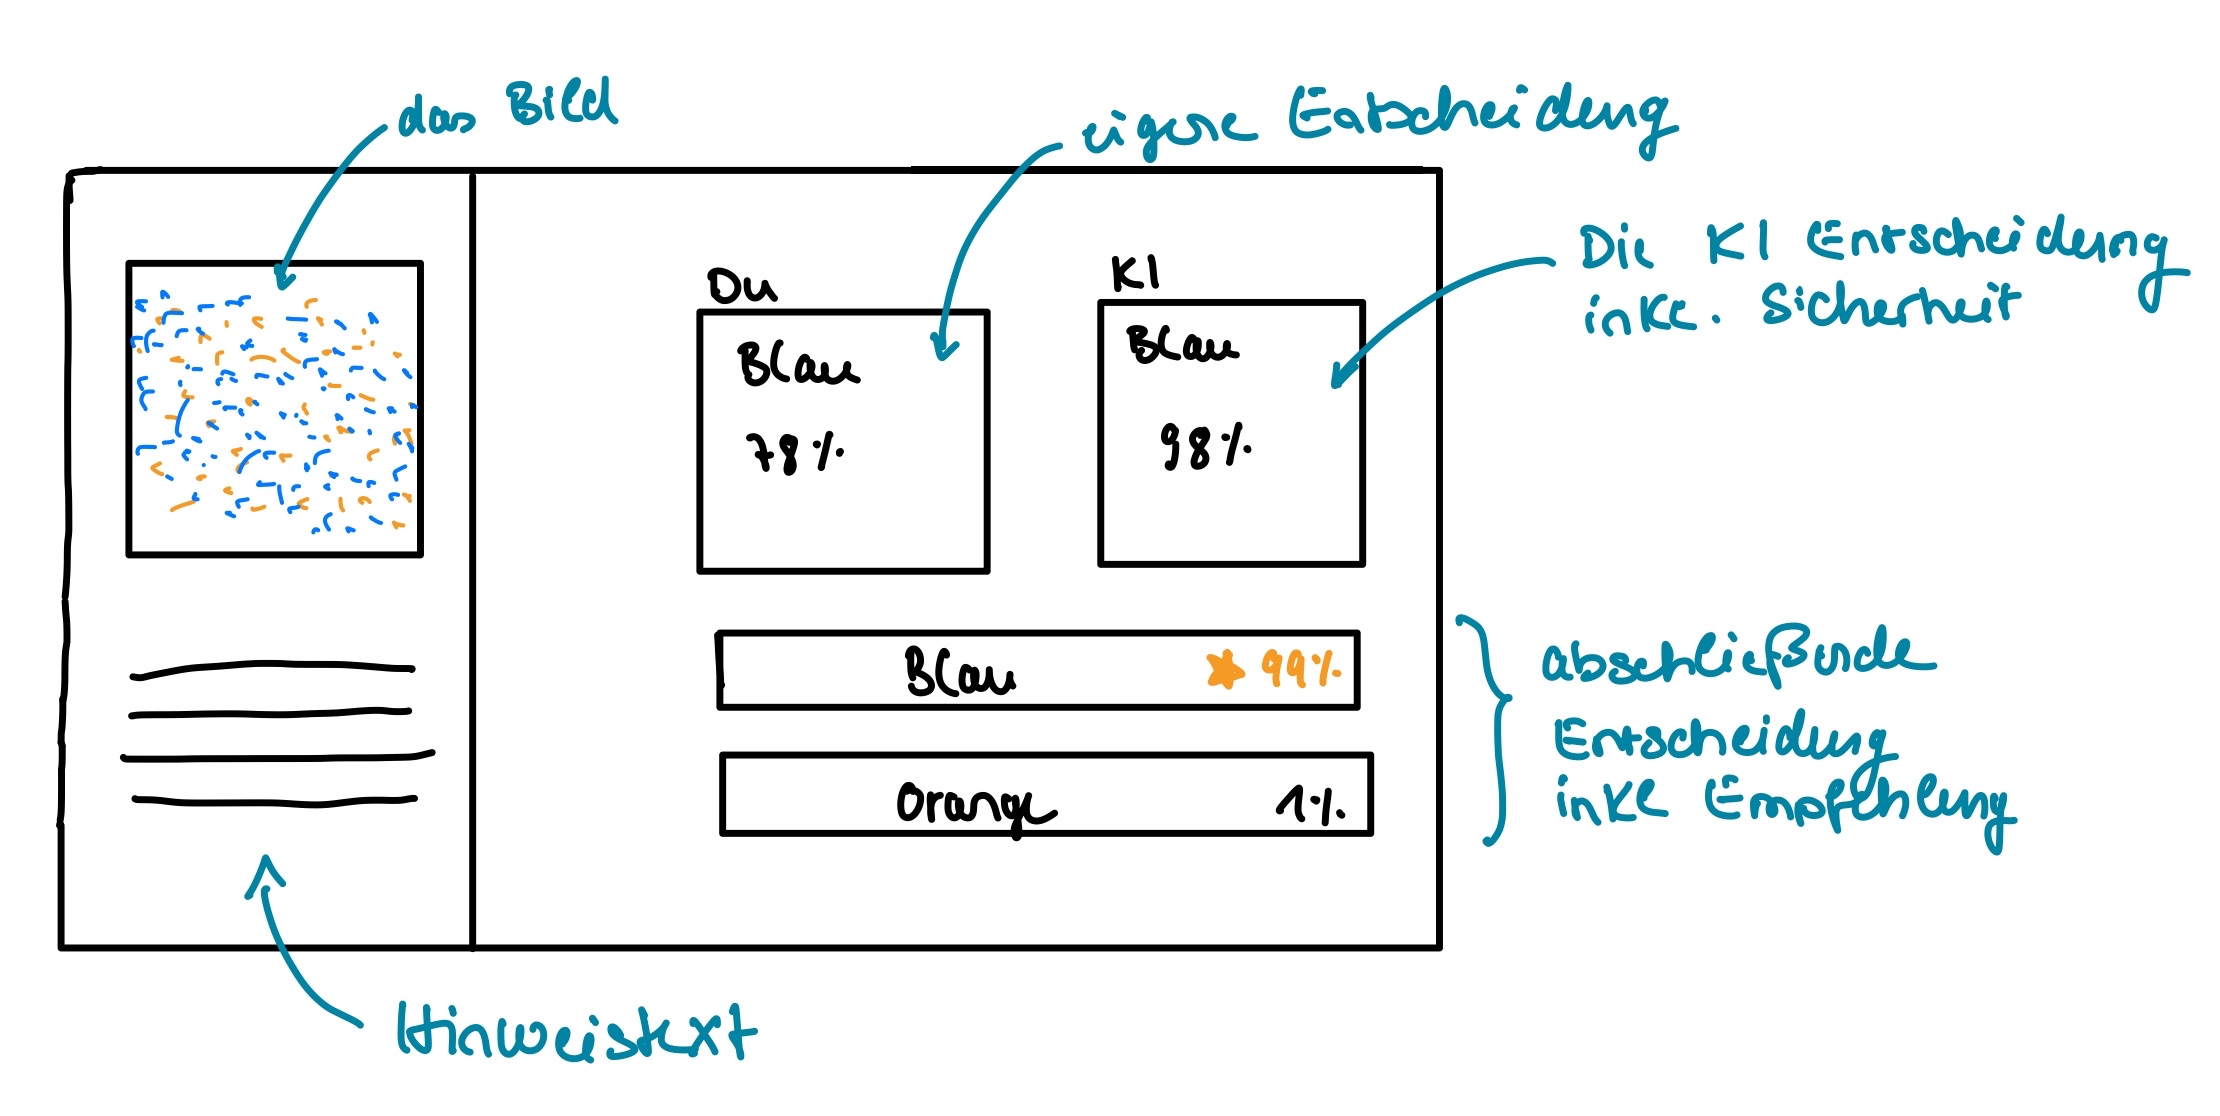 das Bild
eigene Entscheidung
Die KI Entscheidung
inkl. Sicherheit
Du
KI
Blau
78%
Blau
98%
Blau ★ 99%
Orange 1%
abschließende
Entscheidung
inkl Empfehlung
Hinweistext